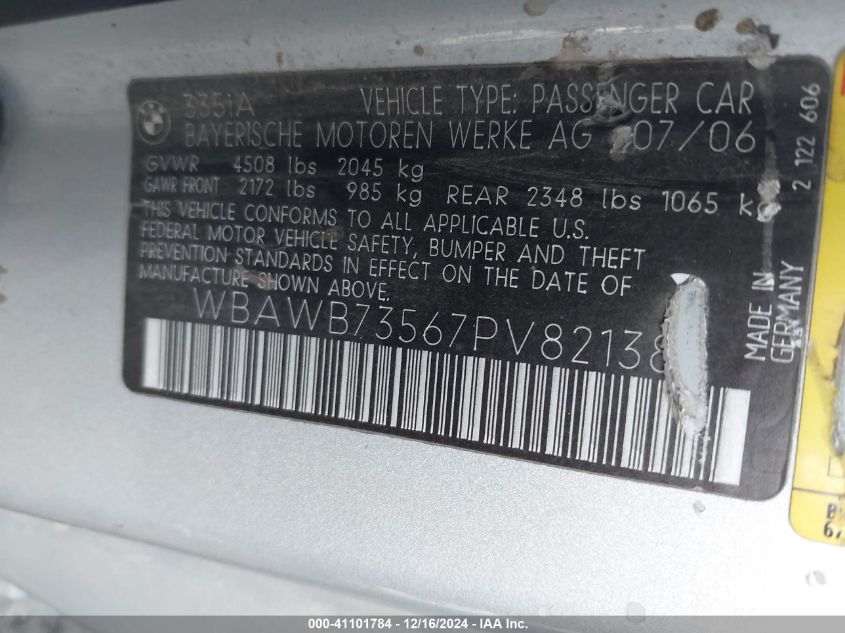 335iA VEHICLE TYPE: PASSENGER CAR
BAYERISCHE MOTOREN WERKE AG 07/06
GVWR 4508 lbs 2045 kg
GAWR FRONT 2172 lbs 985 kg REAR 2348 lbs 1065 kg
THIS VEHICLE CONFORMS TO ALL APPLICABLE U.S.
FEDERAL MOTOR VEHICLE SAFETY, BUMPER AND THEFT
PREVENTION STANDARDS IN EFFECT ON THE DATE OF
MANUFACTURE SHOWN ABOVE.
WBAWB73567PV82138
MADE IN
GERMANY
2 122 606
000-41101784 - 12/16/2024 - IAA, Inc.